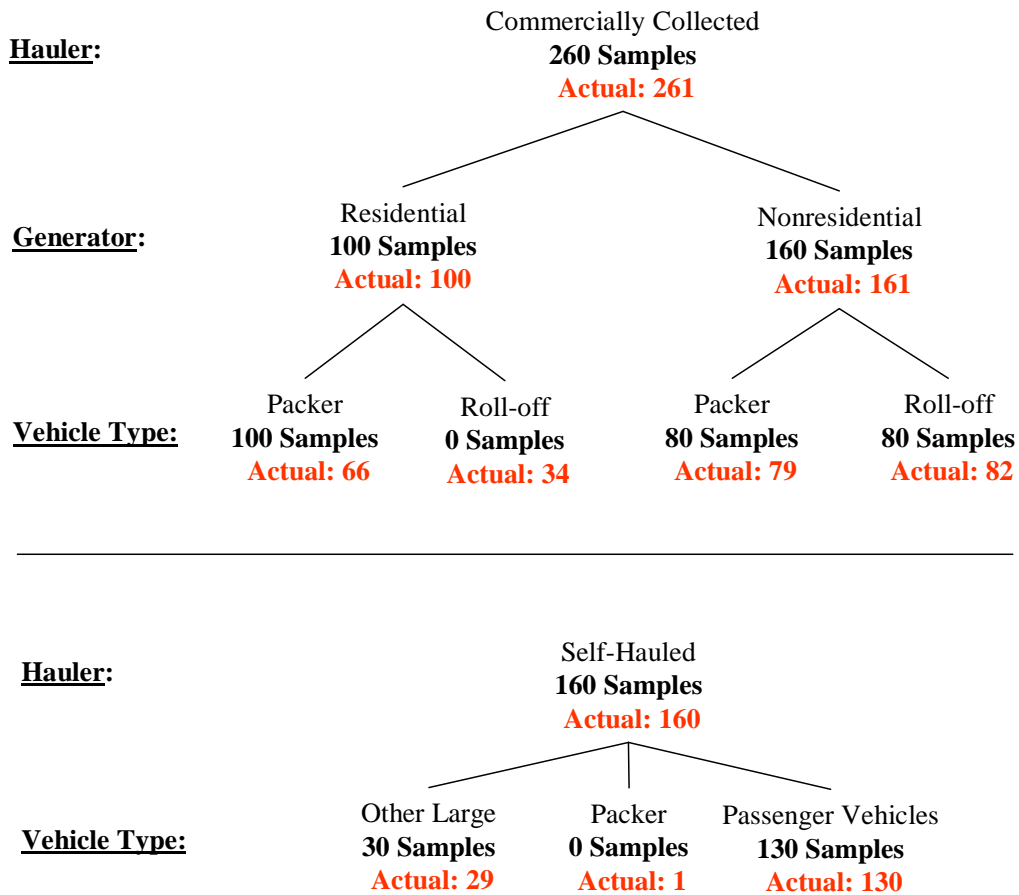 Hauler:
Commercially Collected
260 Samples
Actual: 261
Generator:
Residential
100 Samples
Actual: 100
Nonresidential
160 Samples
Actual: 161
Vehicle Type:
Packer
100 Samples
Actual: 66
Roll-off
0 Samples
Actual: 34
Packer
80 Samples
Actual: 79
Roll-off
80 Samples
Actual: 82
Hauler:
Self-Hauled
160 Samples
Actual: 160
Vehicle Type:
Other Large
30 Samples
Actual: 29
Packer
0 Samples
Actual: 1
Passenger Vehicles
130 Samples
Actual: 130